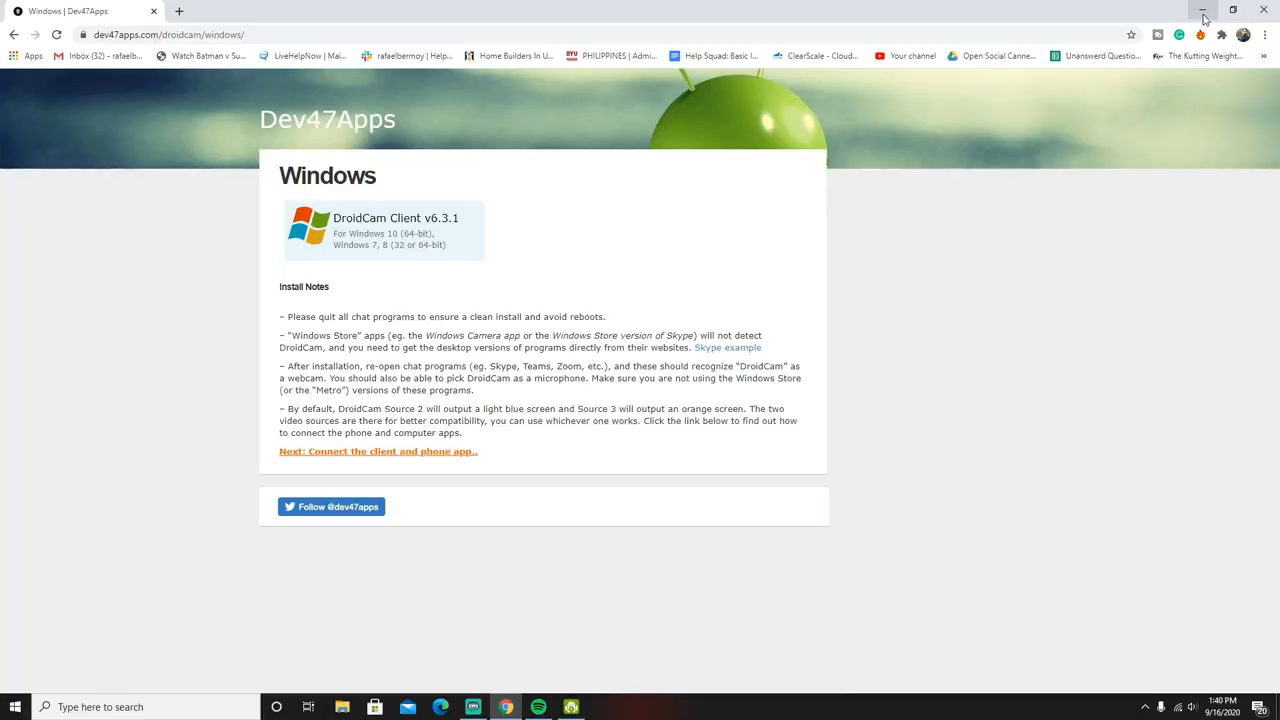 Windows | Dev47Apps
dev47apps.com/droidcam/windows/
Apps Inbox (32) - rafaelb... Watch Batman v Su... LiveHelpNow | Mai... rafaelbermoy | Help... Home Builders In U... BYU PHILIPPINES | Admi... Help Squad: Basic I... ClearScale - Cloud... Your channel Open Social Canne... Unanswerd Questio... The Kutting Weight... »
Dev47Apps
Windows
DroidCam Client v6.3.1
For Windows 10 (64-bit),
Windows 7, 8 (32 or 64-bit)
Install Notes
– Please quit all chat programs to ensure a clean install and avoid reboots.
– “Windows Store” apps (eg. the Windows Camera app or the Windows Store version of Skype) will not detect
DroidCam, and you need to get the desktop versions of programs directly from their websites. Skype example
– After installation, re-open chat programs (eg. Skype, Teams, Zoom, etc.), and these should recognize “DroidCam” as
a webcam. You should also be able to pick DroidCam as a microphone. Make sure you are not using the Windows Store
(or the “Metro”) versions of these programs.
– By default, DroidCam Source 2 will output a light blue screen and Source 3 will output an orange screen. The two
video sources are there for better compatibility, you can use whichever one works. Click the link below to find out how
to connect the phone and computer apps.
Next: Connect the client and phone app..
Follow @dev47apps
Type here to search
1:40 PM
9/16/2020